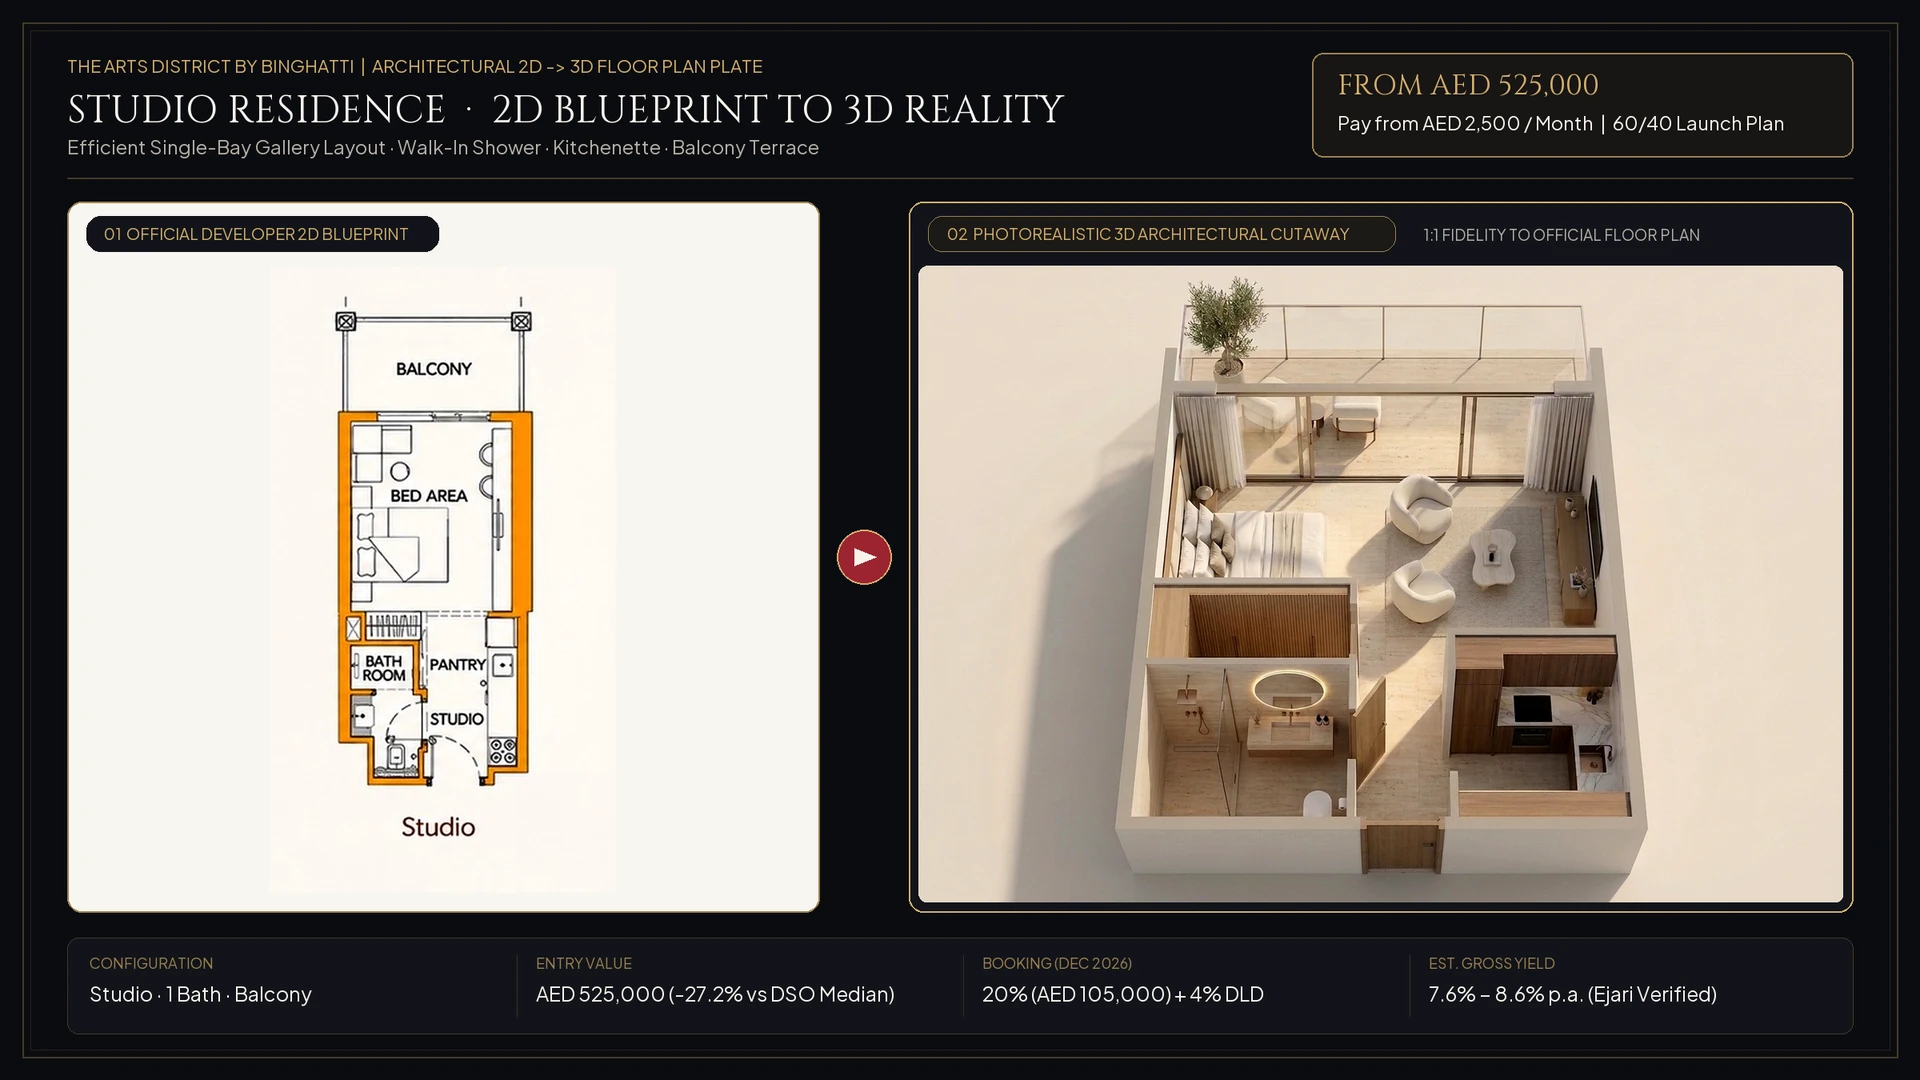 THE ARTS DISTRICT BY BINGHATTI | ARCHITECTURAL 2D -> 3D FLOOR PLAN PLATE
STUDIO RESIDENCE · 2D BLUEPRINT TO 3D REALITY
Efficient Single-Bay Gallery Layout · Walk-In Shower · Kitchenette · Balcony Terrace
FROM AED 525,000
Pay from AED 2,500 / Month | 60/40 Launch Plan
01 OFFICIAL DEVELOPER 2D BLUEPRINT
BALCONY
BED AREA
BATH
ROOM
PANTRY
STUDIO
Studio
02 PHOTOREALISTIC 3D ARCHITECTURAL CUTAWAY
1:1 FIDELITY TO OFFICIAL FLOOR PLAN
CONFIGURATION
Studio · 1 Bath · Balcony
ENTRY VALUE
AED 525,000 (-27.2% vs DSO Median)
BOOKING (DEC 2026)
20% (AED 105,000) + 4% DLD
EST. GROSS YIELD
7.6% – 8.6% p.a. (Ejari Verified)